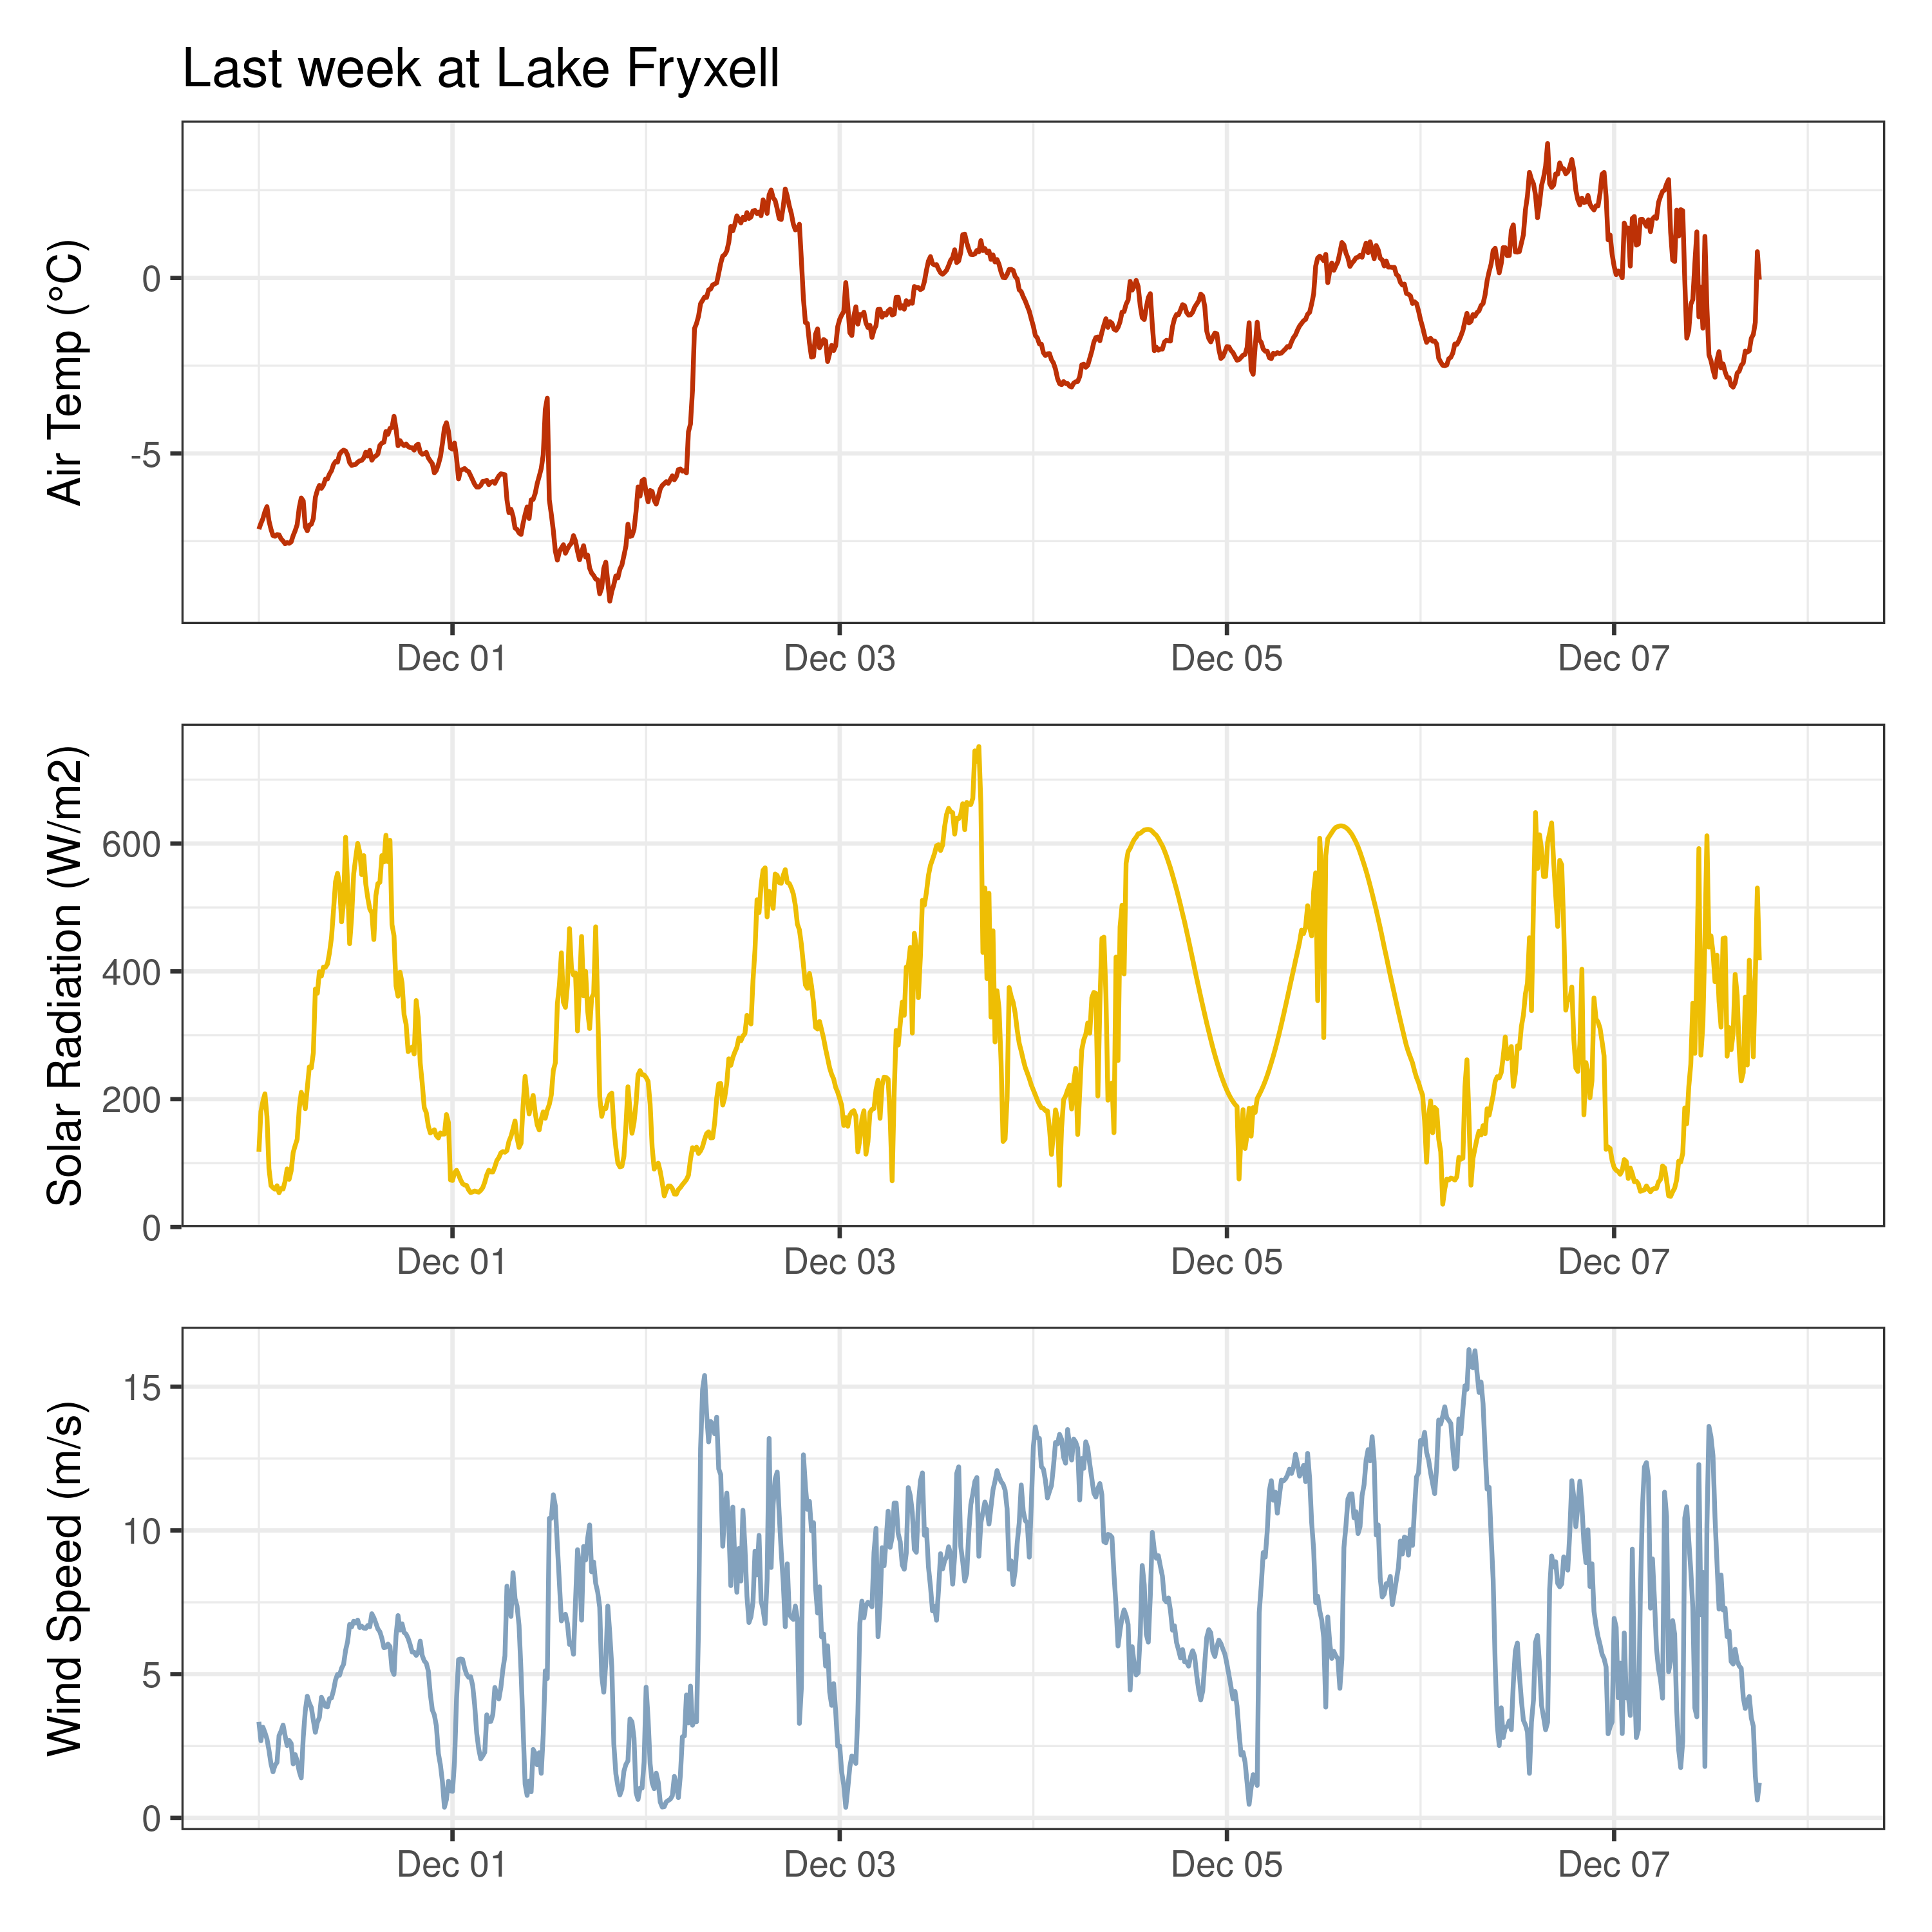 Last week at Lake Fryxell
Air Temp (°C)
0
-5
Dec 01 Dec 03 Dec 05 Dec 07
Solar Radiation (W/m2)
600
400
200
0
Dec 01 Dec 03 Dec 05 Dec 07
Wind Speed (m/s)
15
10
5
0
Dec 01 Dec 03 Dec 05 Dec 07